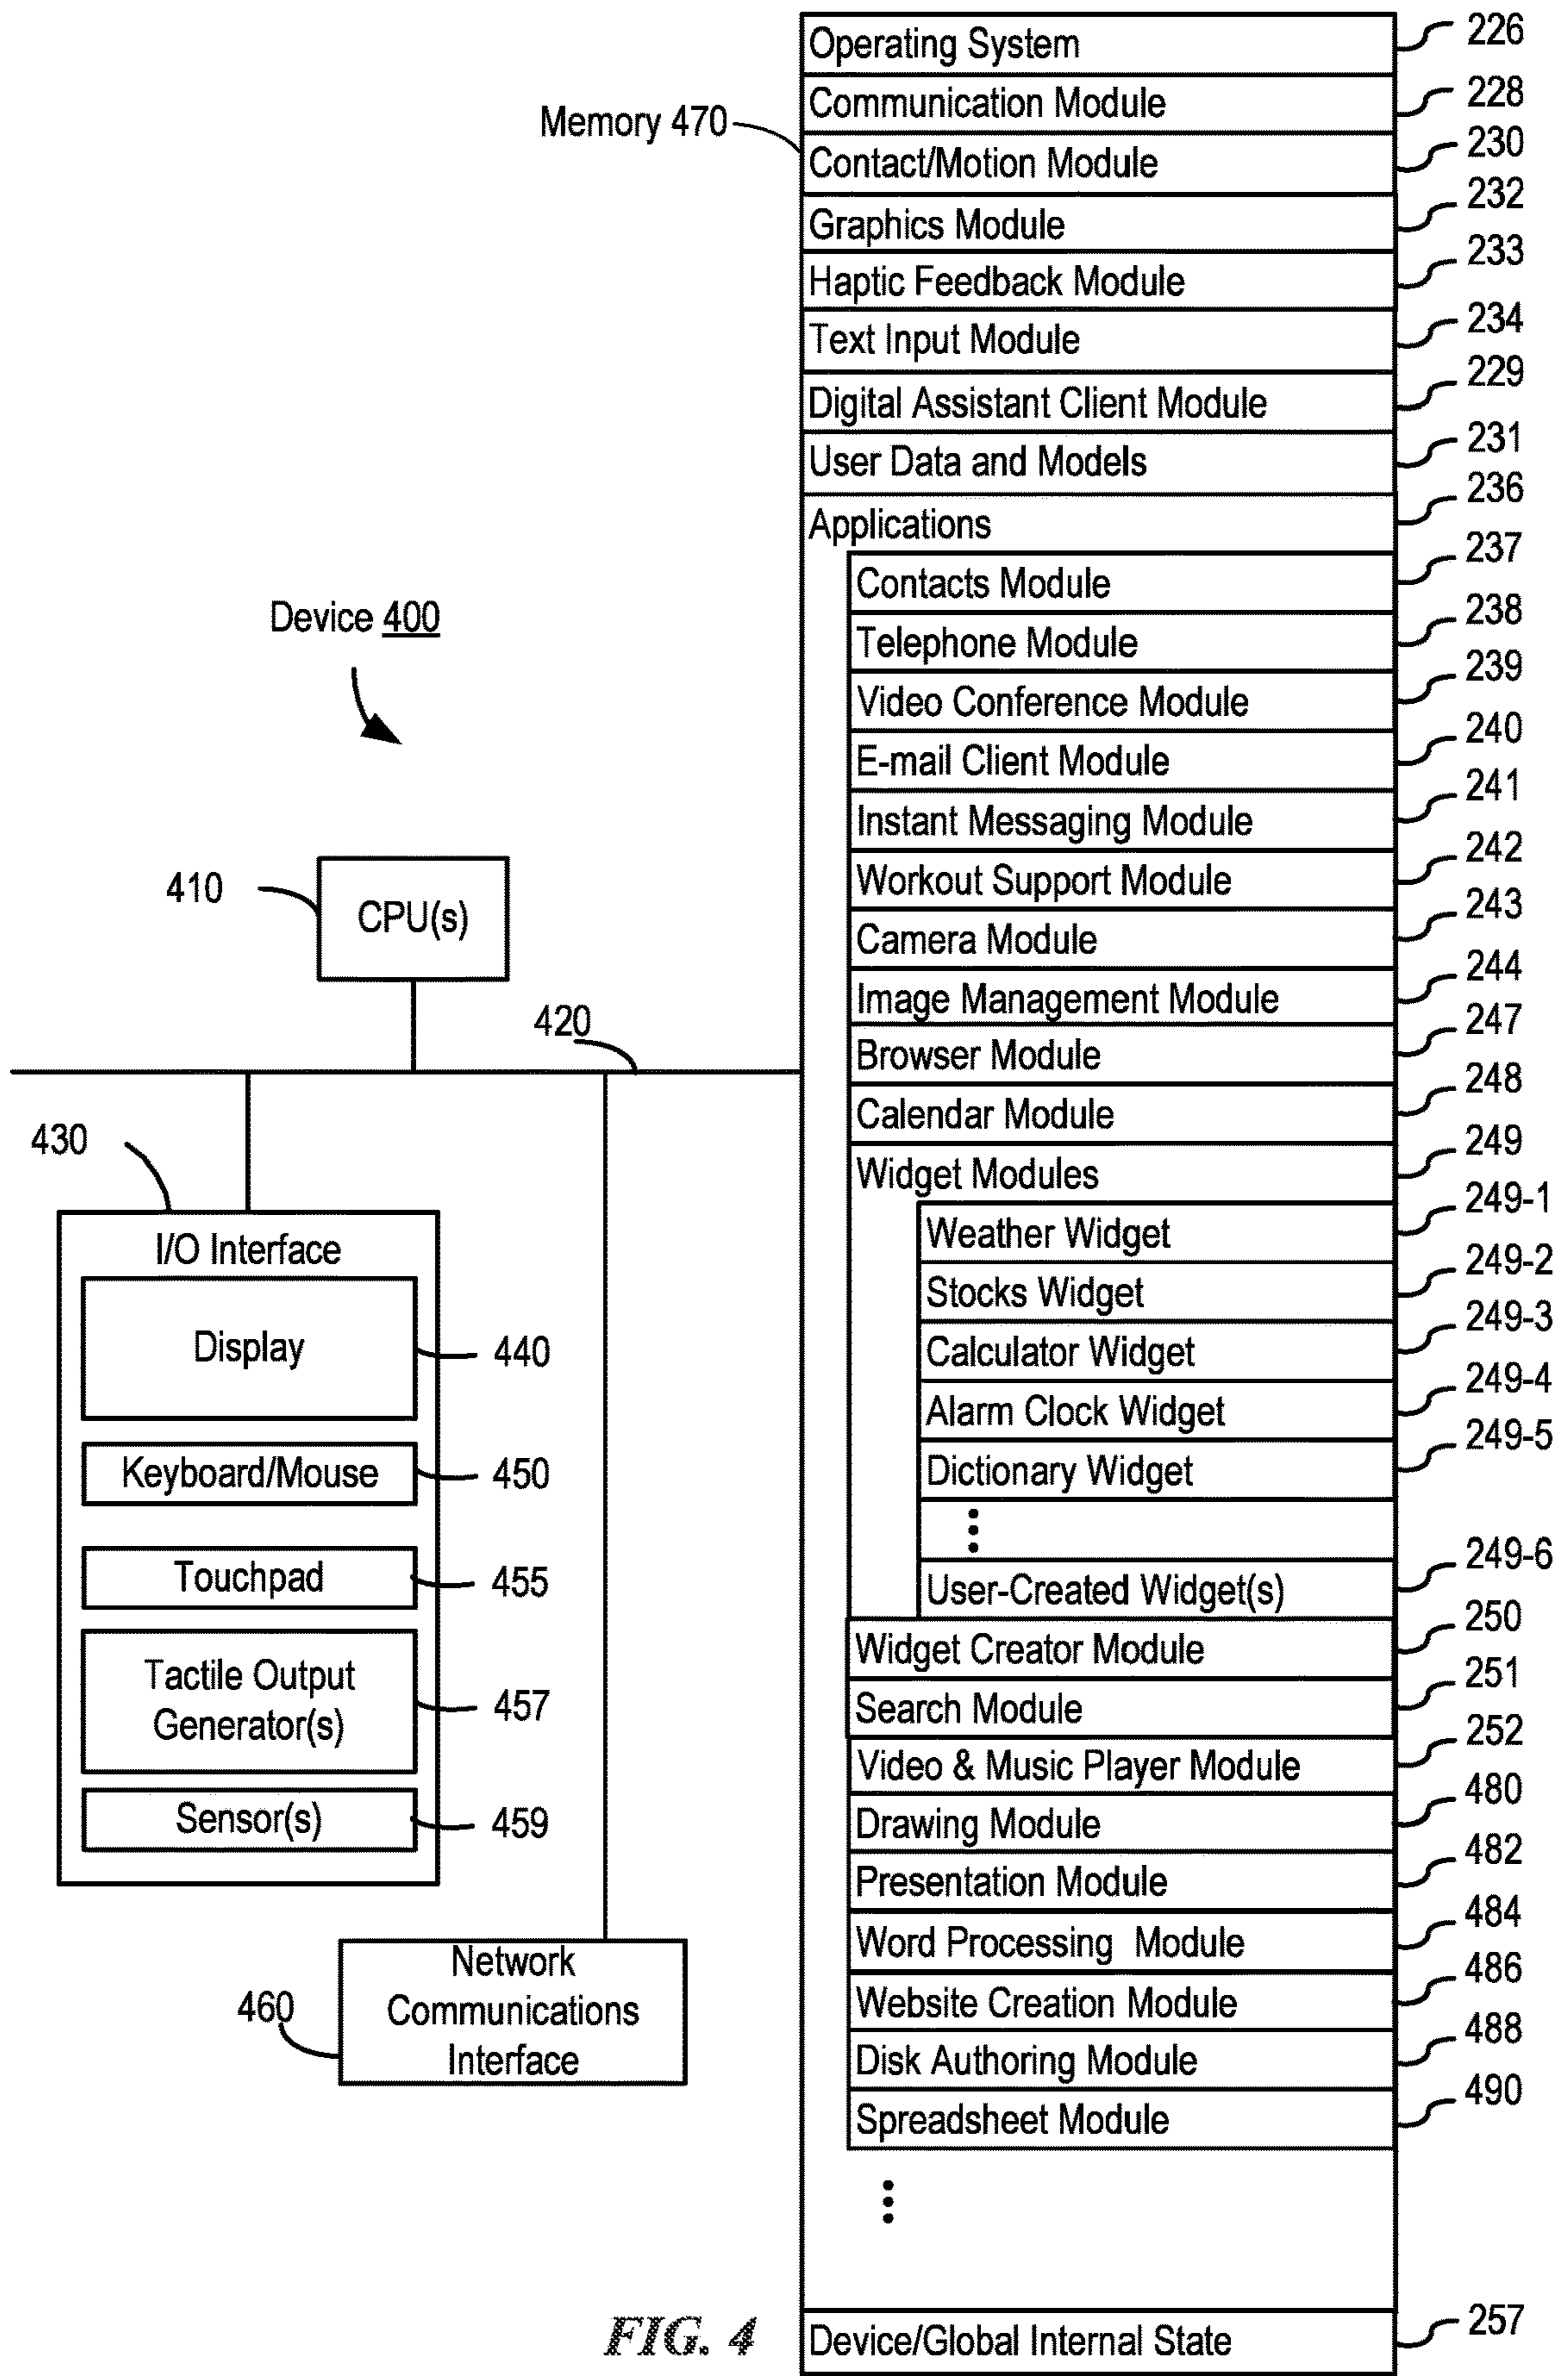 Operating System 226
Communication Module 228
Memory 470
Contact/Motion Module 230
Graphics Module 232
Haptic Feedback Module 233
Text Input Module 234
Digital Assistant Client Module 229
User Data and Models 231
Applications 236
Contacts Module 237
Device 400
Telephone Module 238
Video Conference Module 239
E-mail Client Module 240
Instant Messaging Module 241
Workout Support Module 242
Camera Module 243
Image Management Module 244
Browser Module 247
Calendar Module 248
Widget Modules 249
Weather Widget 249-1
Stocks Widget 249-2
Calculator Widget 249-3
Alarm Clock Widget 249-4
Dictionary Widget 249-5
User-Created Widget(s) 249-6
Widget Creator Module 250
Search Module 251
Video & Music Player Module 252
Drawing Module 480
Presentation Module 482
Word Processing Module 484
Website Creation Module 486
Disk Authoring Module 488
Spreadsheet Module 490
Device/Global Internal State 257
410
CPU(s)
420
430
I/O Interface
Display 440
Keyboard/Mouse 450
Touchpad 455
Tactile Output
Generator(s) 457
Sensor(s) 459
460
Network
Communications
Interface
FIG. 4